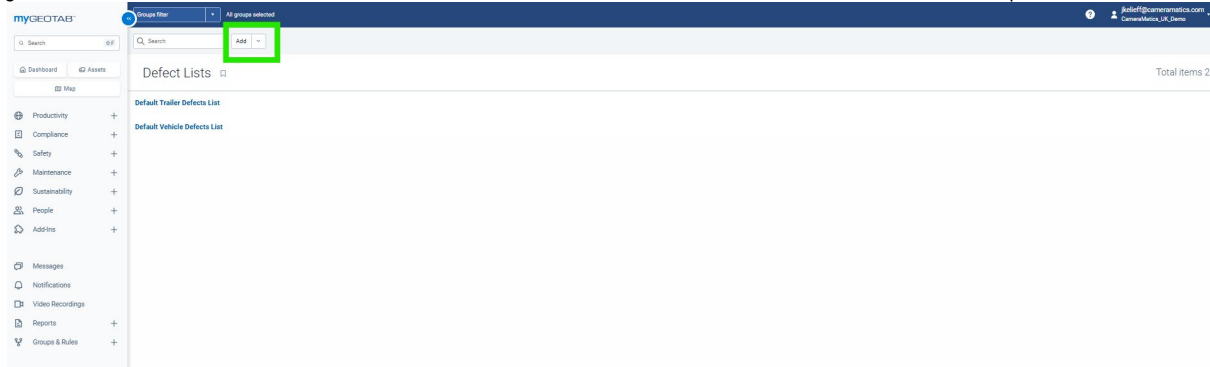 myGEOTAB
Groups filter
All groups selected
jkelieff@camermatics.com
CameraMatics_UK_Demo
Search
Search
Add
Dashboard
Assets
Map
Defect Lists
Total items 2
Default Trailer Defects List
Default Vehicle Defects List
Productivity
Compliance
Safety
Maintenance
Sustainability
People
Add-Ins
Messages
Notifications
Video Recordings
Reports
Groups & Rules